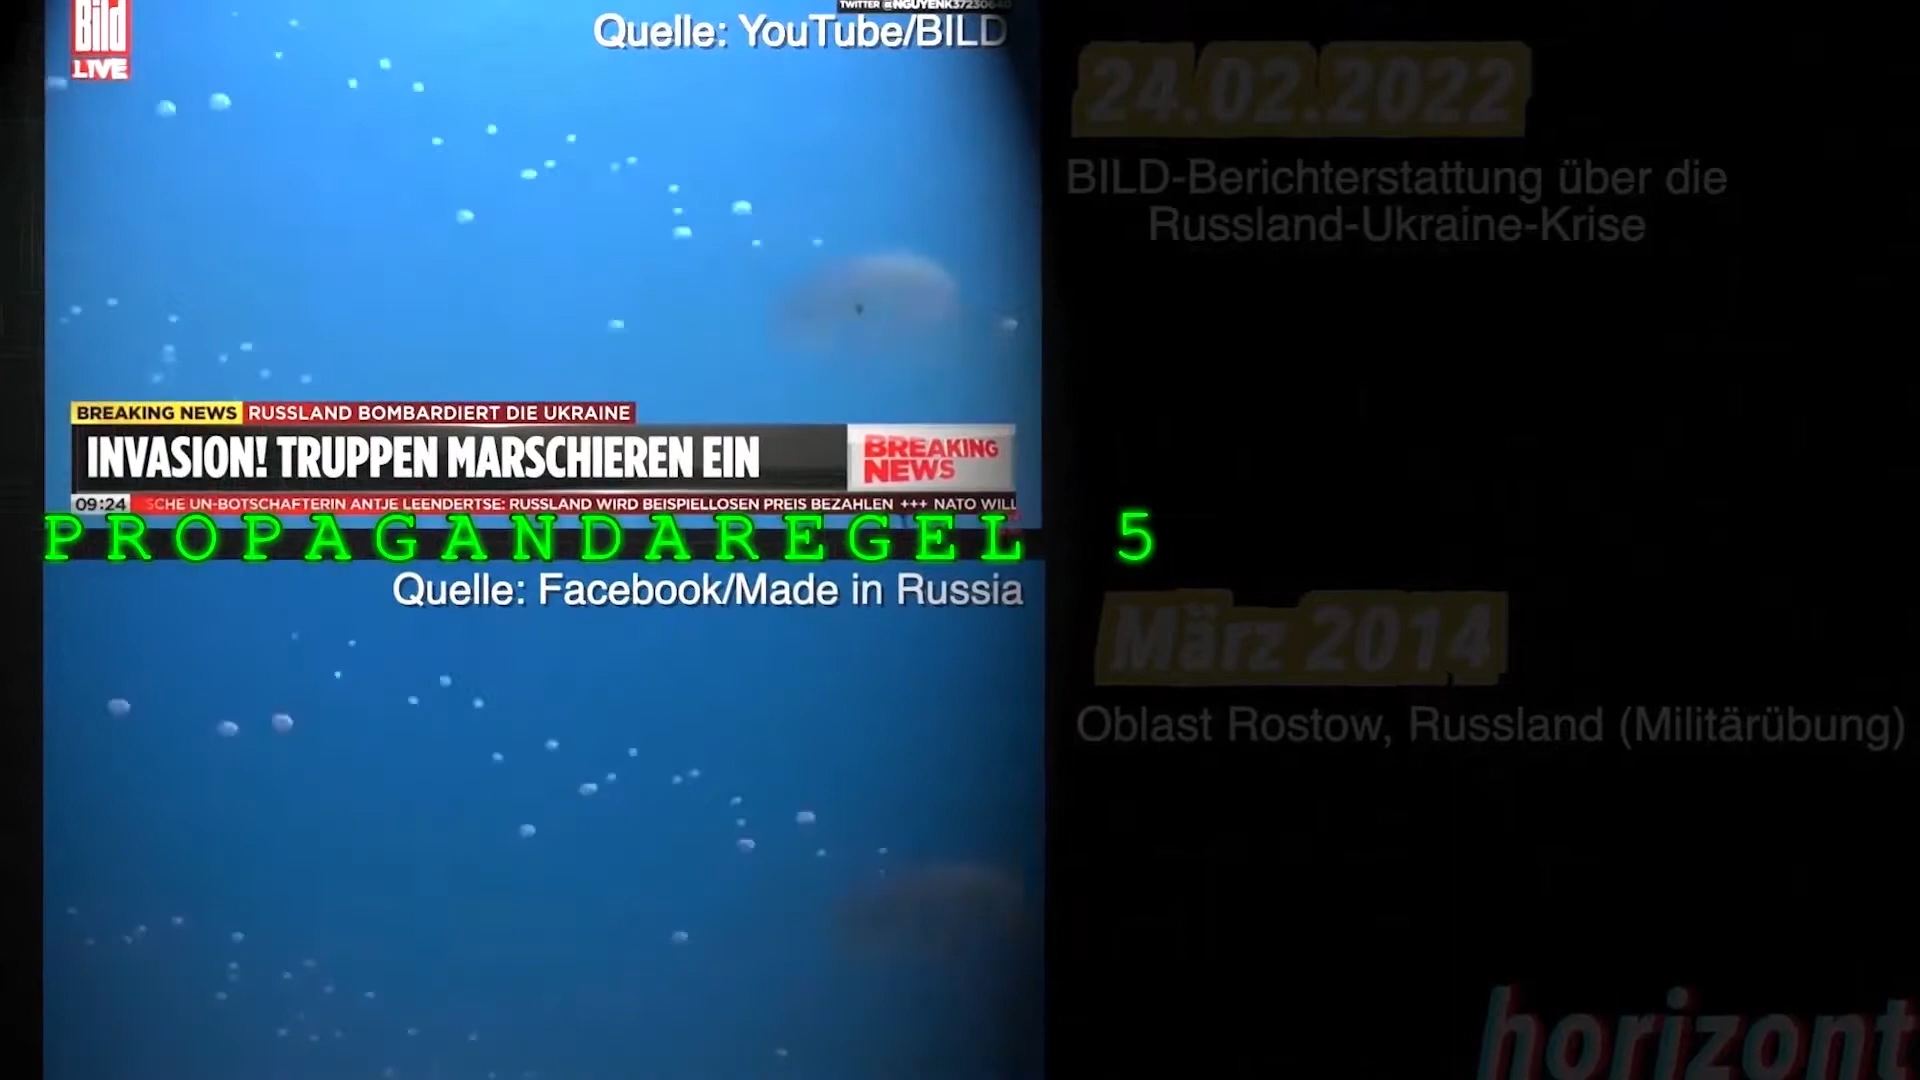 Bild
LIVE
TWITTER @NGUYENK37230640
Quelle: YouTube/BILD
24.02.2022
BILD-Berichterstattung über die
Russland-Ukraine-Krise
BREAKING NEWS RUSSLAND BOMBARDIERT DIE UKRAINE
INVASION! TRUPPEN MARSCHIEREN EIN
BREAKING
NEWS
09:24 SCHE UN-BOTSCHAFTERIN ANTJE LEENDERTSE: RUSSLAND WIRD BEISPIELLOSEN PREIS BEZAHLEN +++ NATO WILL
PROPAGANDAREGEL 5
Quelle: Facebook/Made in Russia
März 2014
Oblast Rostow, Russland (Militärübung)
horizont